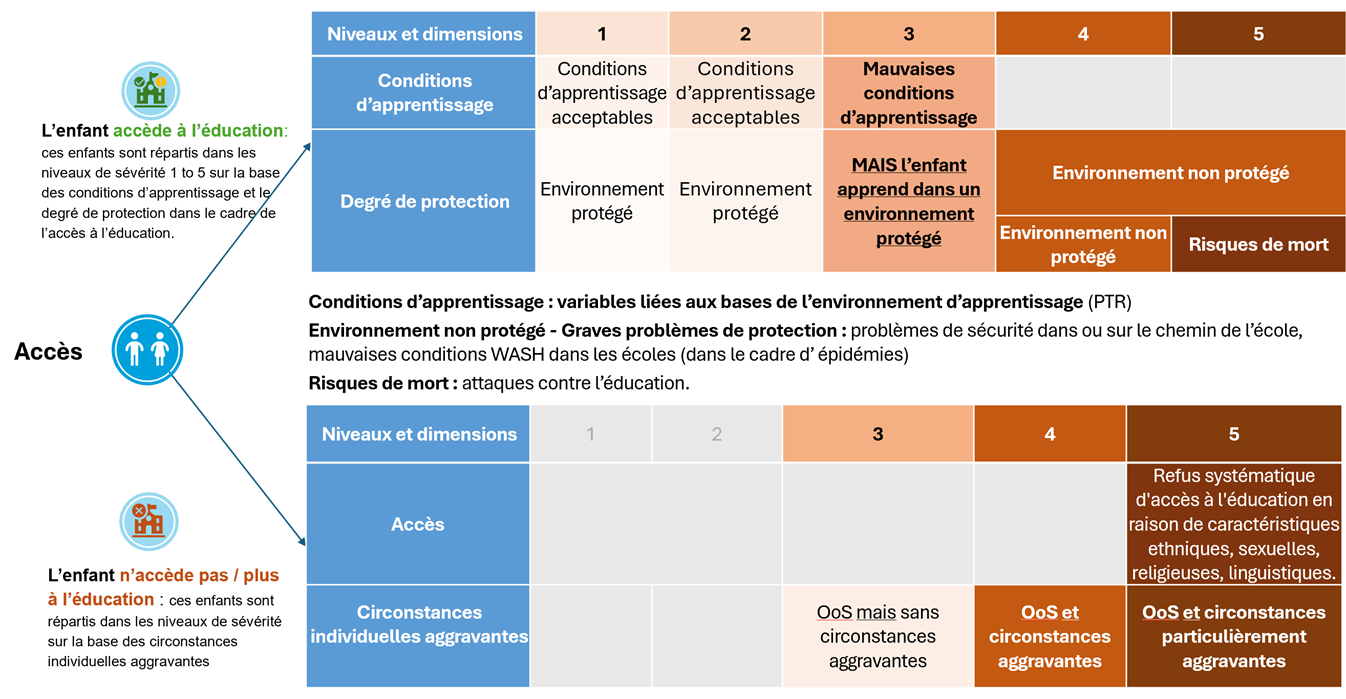 L'enfant accède à l'éducation:
ces enfants sont répartis dans les
niveaux de sévérité 1 to 5 sur la base
des conditions d'apprentissage et le
degré de protection dans le cadre de
l'accès à l'éducation.
Niveaux et dimensions 1 2 3 4 5
Conditions
d'apprentissage
Conditions
d'apprentissage
acceptables
Conditions
d'apprentissage
acceptables
Mauvaises
conditions
d'apprentissage
Degré de protection
Environnement
protégé
Environnement
protégé
MAIS l'enfant
apprend dans un
environnement
protégé
Environnement non protégé
Environnement non
protégé
Risques de mort
Accès
Conditions d'apprentissage : variables liées aux bases de l'environnement d'apprentissage (PTR)
Environnement non protégé - Graves problèmes de protection : problèmes de sécurité dans ou sur le chemin de l'école,
mauvaises conditions WASH dans les écoles (dans le cadre d' épidémies)
Risques de mort : attaques contre l'éducation.
L'enfant n'accède pas / plus
à l'éducation : ces enfants sont
répartis dans les niveaux de sévérité
sur la base des circonstances
individuelles aggravantes
Niveaux et dimensions 1 2 3 4 5
Accès
Refus systématique
d'accès à l'éducation en
raison de caractéristiques
ethniques, sexuelles,
religieuses, linguistiques.
Circonstances
individuelles aggravantes
OoS mais sans
circonstances
aggravantes
OoS et
circonstances
aggravantes
OoS et circonstances
particulièrement
aggravantes